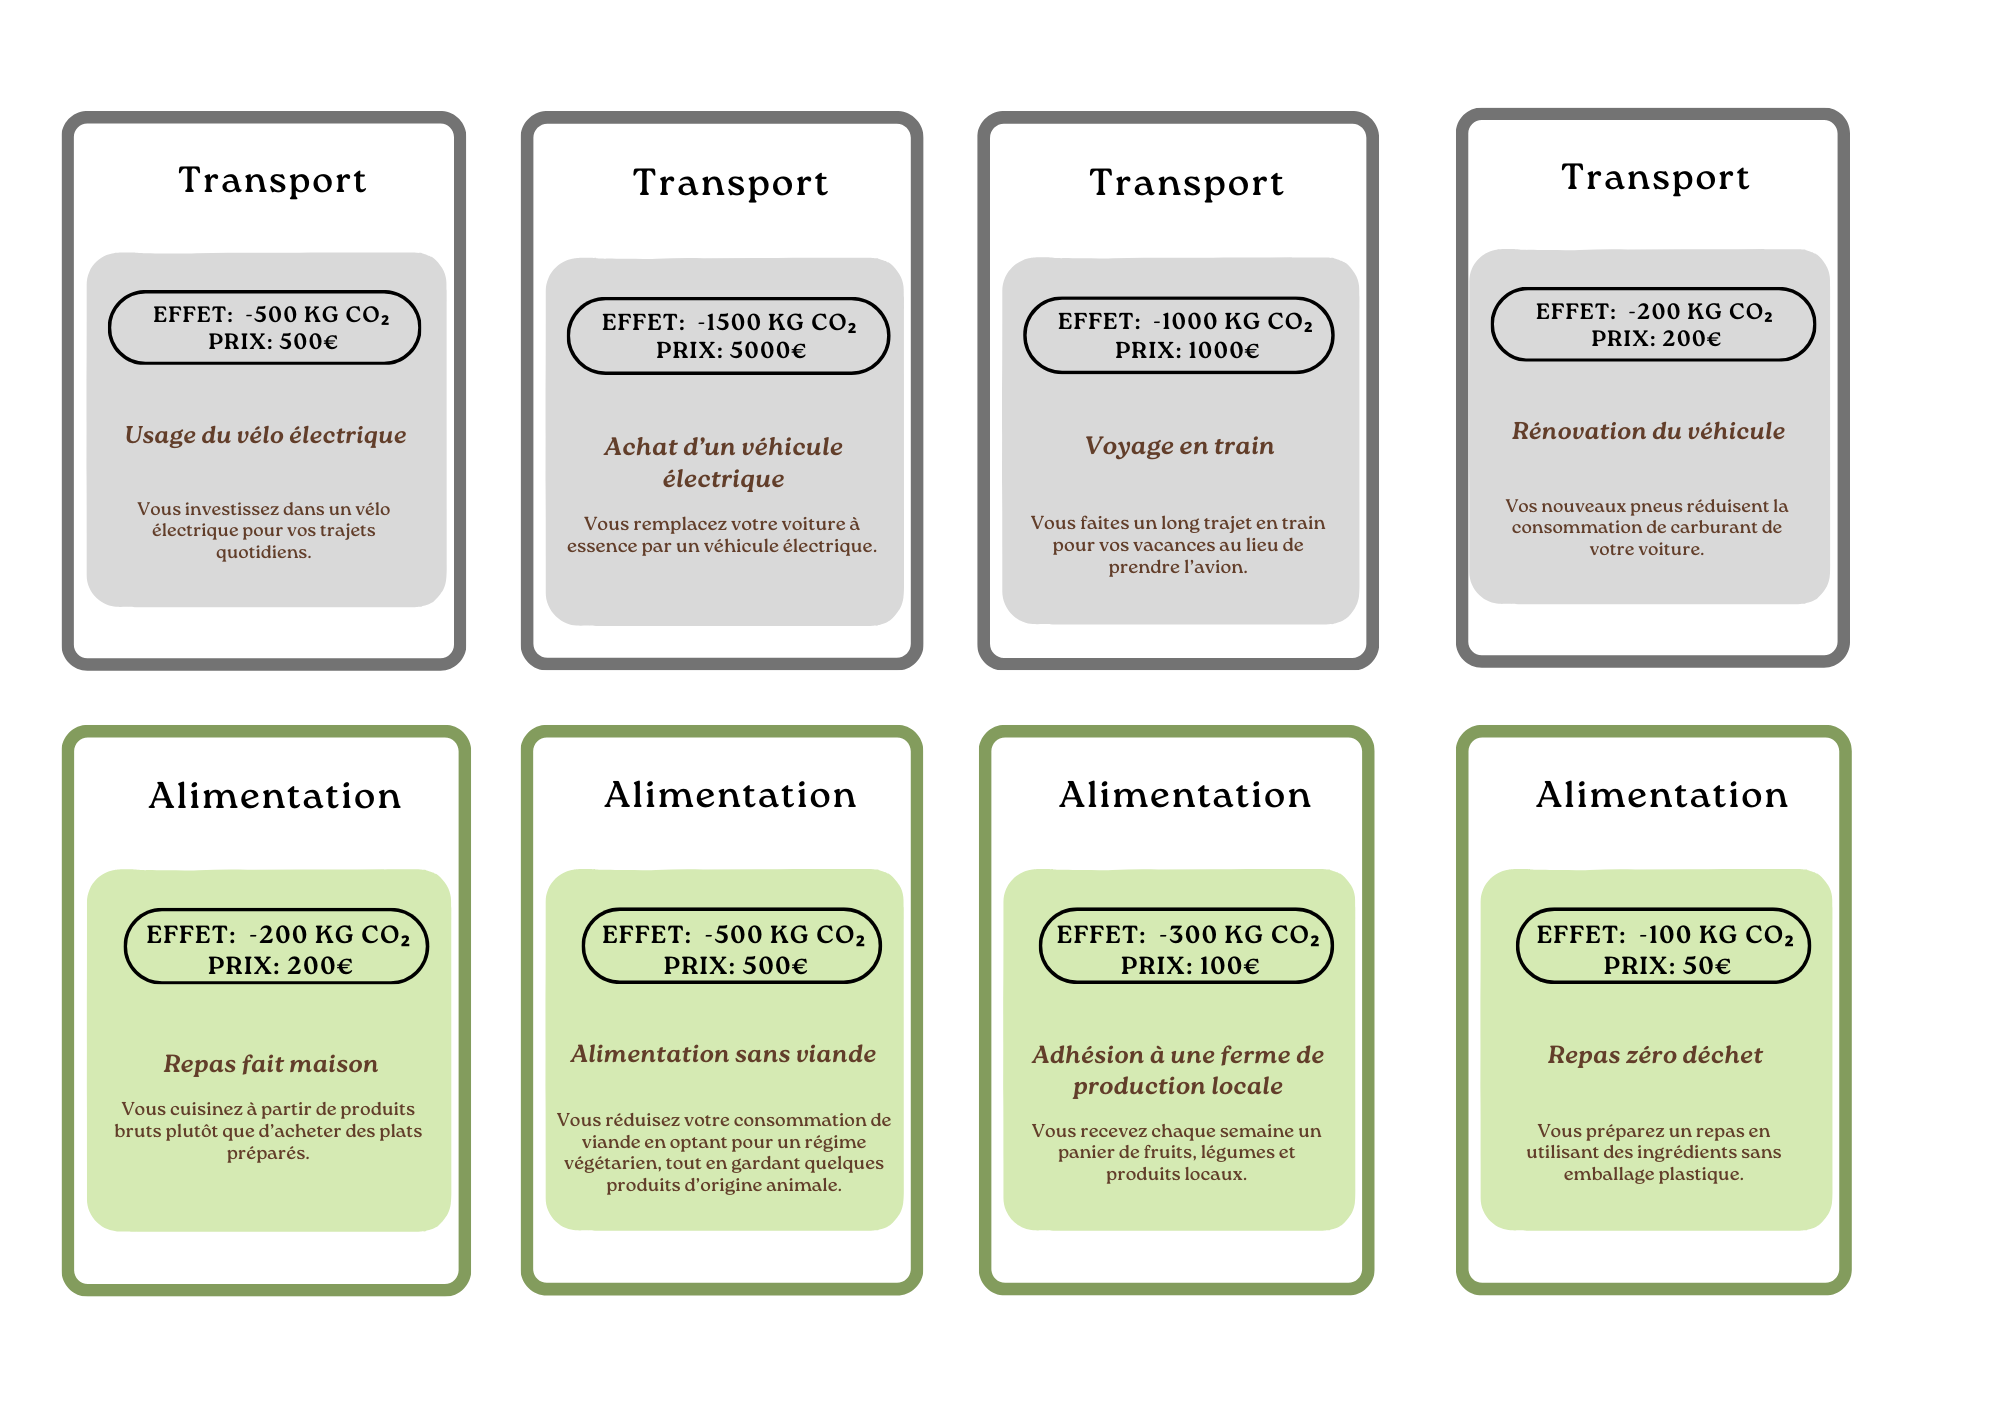 Transport
EFFET: -500 KG CO₂
PRIX: 500€
Usage du vélo électrique
Vous investissez dans un vélo
électrique pour vos trajets
quotidiens.
Transport
EFFET: -1500 KG CO₂
PRIX: 5000€
Achat d’un véhicule
électrique
Vous remplacez votre voiture à
essence par un véhicule électrique.
Transport
EFFET: -1000 KG CO₂
PRIX: 1000€
Voyage en train
Vous faites un long trajet en train
pour vos vacances au lieu de
prendre l’avion.
Transport
EFFET: -200 KG CO₂
PRIX: 200€
Rénovation du véhicule
Vos nouveaux pneus réduisent la
consommation de carburant de
votre voiture.
Alimentation
EFFET: -200 KG CO₂
PRIX: 200€
Repas fait maison
Vous cuisinez à partir de produits
bruts plutôt que d’acheter des plats
préparés.
Alimentation
EFFET: -500 KG CO₂
PRIX: 500€
Alimentation sans viande
Vous réduisez votre consommation de
viande en optant pour un régime
végétarien, tout en gardant quelques
produits d’origine animale.
Alimentation
EFFET: -300 KG CO₂
PRIX: 100€
Adhésion à une ferme de
production locale
Vous recevez chaque semaine un
panier de fruits, légumes et
produits locaux.
Alimentation
EFFET: -100 KG CO₂
PRIX: 50€
Repas zéro déchet
Vous préparez un repas en
utilisant des ingrédients sans
emballage plastique.